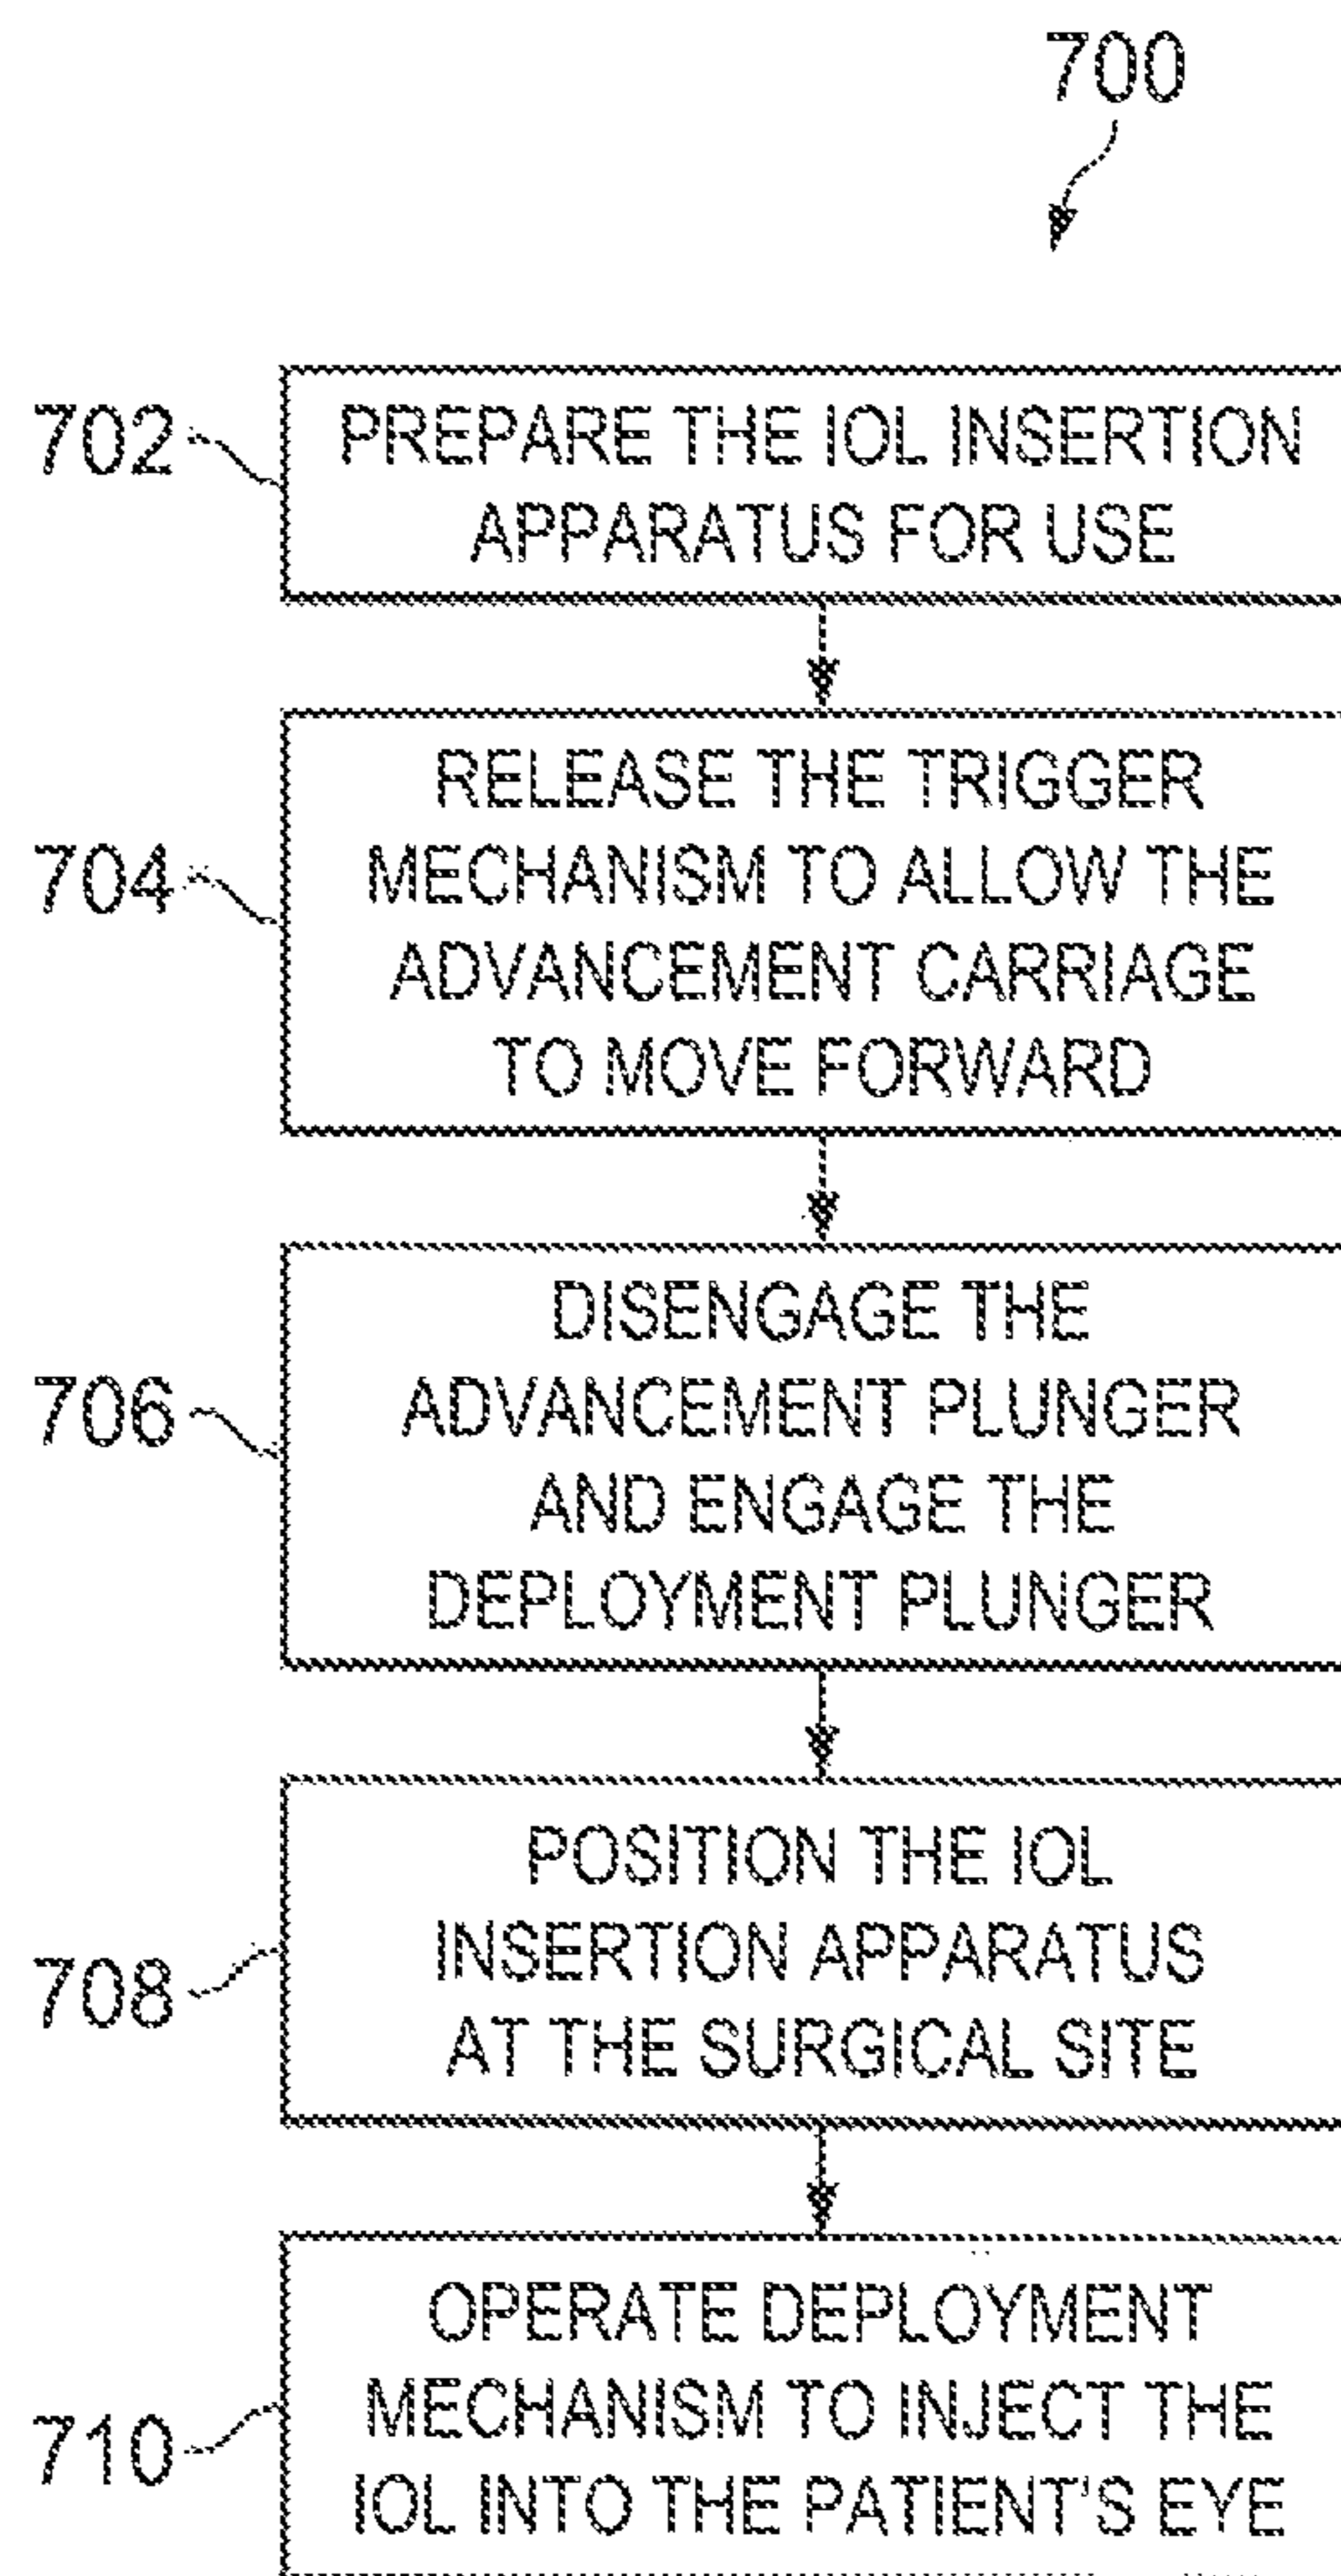 700
702
PREPARE THE IOL INSERTION
APPARATUS FOR USE
704
RELEASE THE TRIGGER
MECHANISM TO ALLOW THE
ADVANCEMENT CARRIAGE
TO MOVE FORWARD
706
DISENGAGE THE
ADVANCEMENT PLUNGER
AND ENGAGE THE
DEPLOYMENT PLUNGER
708
POSITION THE IOL
INSERTION APPARATUS
AT THE SURGICAL SITE
710
OPERATE DEPLOYMENT
MECHANISM TO INJECT THE
IOL INTO THE PATIENT'S EYE